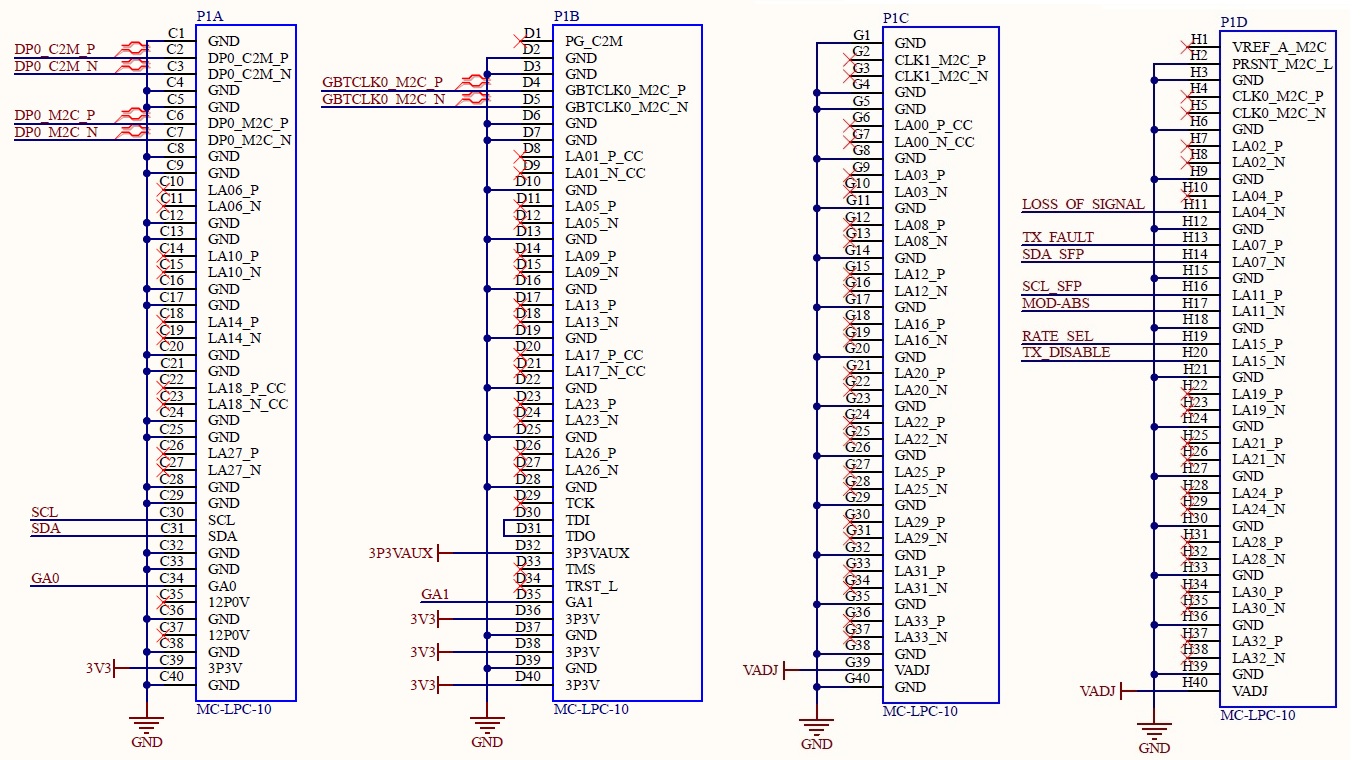 P1A
C1 GND
DP0_C2M_P C2 DP0_C2M_P
DP0_C2M_N C3 DP0_C2M_N
C4 GND
C5 GND
DP0_M2C_P C6 DP0_M2C_P
DP0_M2C_N C7 DP0_M2C_N
C8 GND
C9 GND
C10 LA06_P
C11 LA06_N
C12 GND
C13 GND
C14 LA10_P
C15 LA10_N
C16 GND
C17 GND
C18 LA14_P
C19 LA14_N
C20 GND
C21 GND
C22 LA18_P_CC
C23 LA18_N_CC
C24 GND
C25 GND
C26 LA27_P
C27 LA27_N
C28 GND
C29 GND
SCL C30 SCL
SDA C31 SDA
C32 GND
C33 GND
GA0 C34 GA0
C35 12P0V
C36 GND
C37 12P0V
C38 GND
3V3 C39 3P3V
C40 GND
MC-LPC-10
GND
P1B
D1 PG_C2M
D2 GND
D3 GND
GBTCLK0_M2C_P D4 GBTCLK0_M2C_P
GBTCLK0_M2C_N D5 GBTCLK0_M2C_N
D6 GND
D7 GND
D8 LA01_P_CC
D9 LA01_N_CC
D10 GND
D11 LA05_P
D12 LA05_N
D13 GND
D14 LA09_P
D15 LA09_N
D16 GND
D17 LA13_P
D18 LA13_N
D19 GND
D20 LA17_P_CC
D21 LA17_N_CC
D22 GND
D23 LA23_P
D24 LA23_N
D25 GND
D26 LA26_P
D27 LA26_N
D28 GND
D29 TCK
D30 TDI
D31 TDO
3P3VAUX D32 3P3VAUX
D33 TMS
D34 TRST_L
GA1 D35 GA1
3V3 D36 3P3V
D37 GND
3V3 D38 3P3V
D39 GND
3V3 D40 3P3V
MC-LPC-10
GND
P1C
G1 GND
G2 CLK1_M2C_P
G3 CLK1_M2C_N
G4 GND
G5 GND
G6 LA00_P_CC
G7 LA00_N_CC
G8 GND
G9 LA03_P
G10 LA03_N
G11 GND
G12 LA08_P
G13 LA08_N
G14 GND
G15 LA12_P
G16 LA12_N
G17 GND
G18 LA16_P
G19 LA16_N
G20 GND
G21 LA20_P
G22 LA20_N
G23 GND
G24 LA22_P
G25 LA22_N
G26 GND
G27 LA25_P
G28 LA25_N
G29 GND
G30 LA29_P
G31 LA29_N
G32 GND
G33 LA31_P
G34 LA31_N
G35 GND
G36 LA33_P
G37 LA33_N
G38 GND
VADJ G39 VADJ
G40 GND
MC-LPC-10
GND
P1D
H1 VREF_A_M2C
H2 PRSNT_M2C_L
H3 GND
H4 CLK0_M2C_P
H5 CLK0_M2C_N
H6 GND
H7 LA02_P
H8 LA02_N
H9 GND
H10 LA04_P
LOSS_OF_SIGNAL H11 LA04_N
H12 GND
TX_FAULT H13 LA07_P
SDA_SFP H14 LA07_N
H15 GND
SCL_SFP H16 LA11_P
MOD-ABS H17 LA11_N
H18 GND
RATE_SEL H19 LA15_P
TX_DISABLE H20 LA15_N
H21 GND
H22 LA19_P
H23 LA19_N
H24 GND
H25 LA21_P
H26 LA21_N
H27 GND
H28 LA24_P
H29 LA24_N
H30 GND
H31 LA28_P
H32 LA28_N
H33 GND
H34 LA30_P
H35 LA30_N
H36 GND
H37 LA32_P
H38 LA32_N
H39 GND
VADJ H40 VADJ
MC-LPC-10
GND